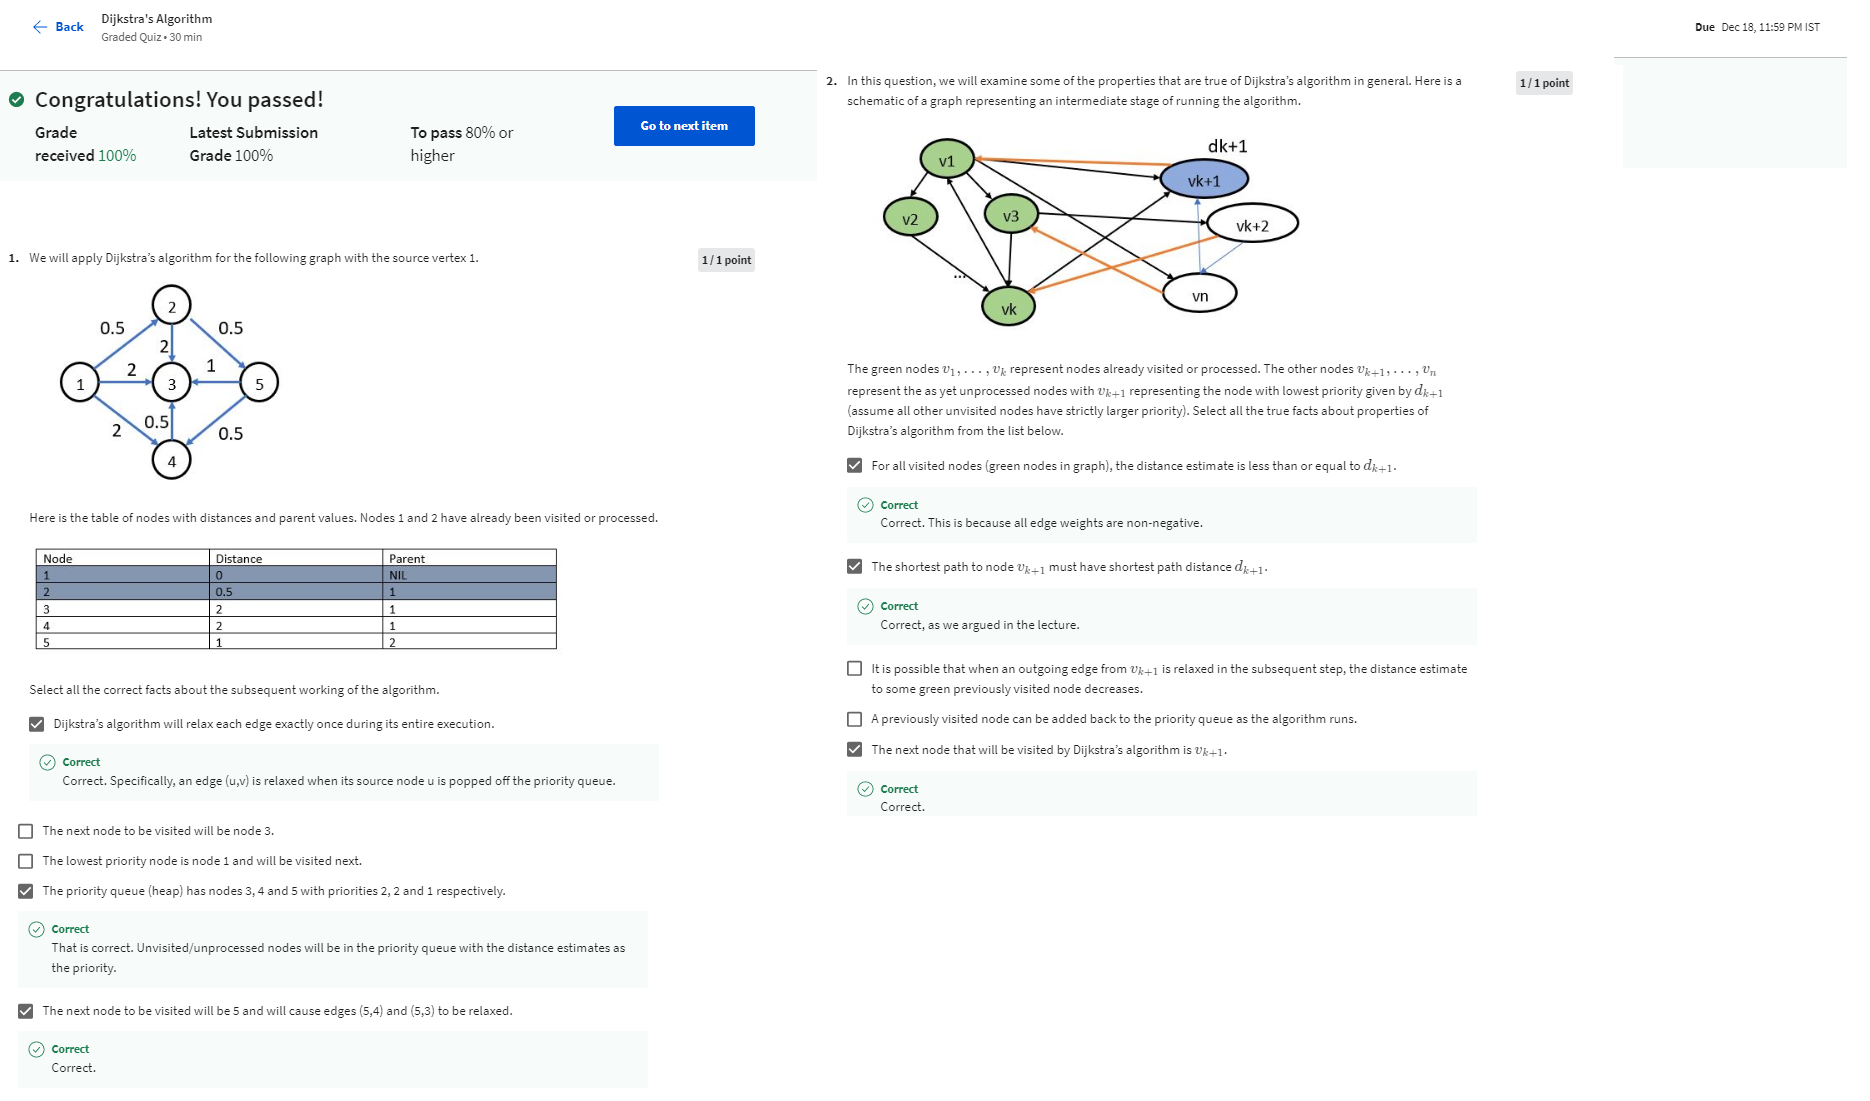 Back
Dijkstra's Algorithm
Graded Quiz • 30 min
Due Dec 18, 11:59 PM IST
Congratulations! You passed!
Grade
received 100%
Latest Submission
Grade 100%
To pass 80% or
higher
Go to next item
1. We will apply Dijkstra's algorithm for the following graph with the source vertex 1.
1 / 1 point
2
0.5
0.5
2
2
1
1
3
5
2
0.5
0.5
4
Here is the table of nodes with distances and parent values. Nodes 1 and 2 have already been visited or processed.
Node Distance Parent
1 0 NIL
2 0.5 1
3 2 1
4 2 1
5 1 2
Select all the correct facts about the subsequent working of the algorithm.
Dijkstra's algorithm will relax each edge exactly once during its entire execution.
Correct
Correct. Specifically, an edge (u,v) is relaxed when its source node u is popped off the priority queue.
The next node to be visited will be node 3.
The lowest priority node is node 1 and will be visited next.
The priority queue (heap) has nodes 3, 4 and 5 with priorities 2, 2 and 1 respectively.
Correct
That is correct. Unvisited/unprocessed nodes will be in the priority queue with the distance estimates as
the priority.
The next node to be visited will be 5 and will cause edges (5,4) and (5,3) to be relaxed.
Correct
Correct.
2. In this question, we will examine some of the properties that are true of Dijkstra's algorithm in general. Here is a
schematic of a graph representing an intermediate stage of running the algorithm.
1 / 1 point
dk+1
v1
vk+1
v2
v3
vk+2
...
vn
vk
The green nodes v₁, . . . , vₖ represent nodes already visited or processed. The other nodes vₖ₊₁, . . . , vₙ
represent the as yet unprocessed nodes with vₖ₊₁ representing the node with lowest priority given by dₖ₊₁
(assume all other unvisited nodes have strictly larger priority). Select all the true facts about properties of
Dijkstra's algorithm from the list below.
For all visited nodes (green nodes in graph), the distance estimate is less than or equal to dₖ₊₁.
Correct
Correct. This is because all edge weights are non-negative.
The shortest path to node vₖ₊₁ must have shortest path distance dₖ₊₁.
Correct
Correct, as we argued in the lecture.
It is possible that when an outgoing edge from vₖ₊₁ is relaxed in the subsequent step, the distance estimate
to some green previously visited node decreases.
A previously visited node can be added back to the priority queue as the algorithm runs.
The next node that will be visited by Dijkstra's algorithm is vₖ₊₁.
Correct
Correct.